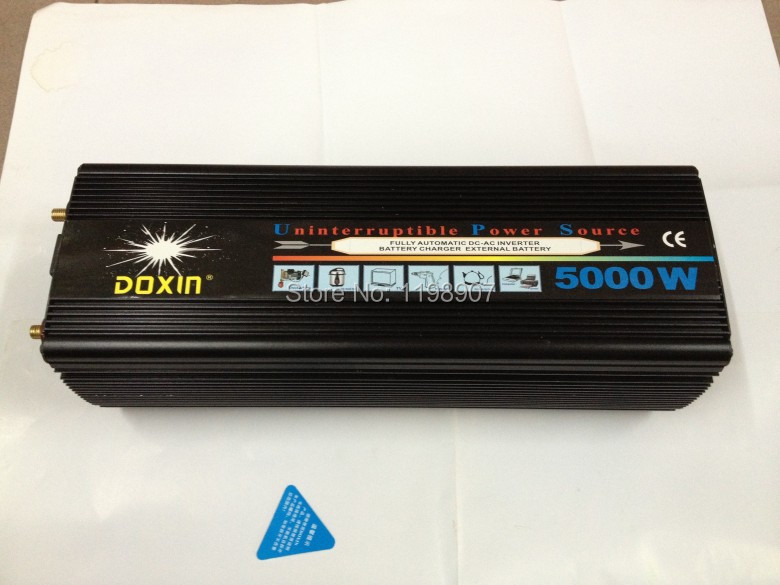 Uninterruptible Power Source
FULLY AUTOMATIC DC-AC INVERTER
BATTERY CHARGER EXTERNAL BATTERY
CE
DOXIN®
5000W
Store No: 1198907